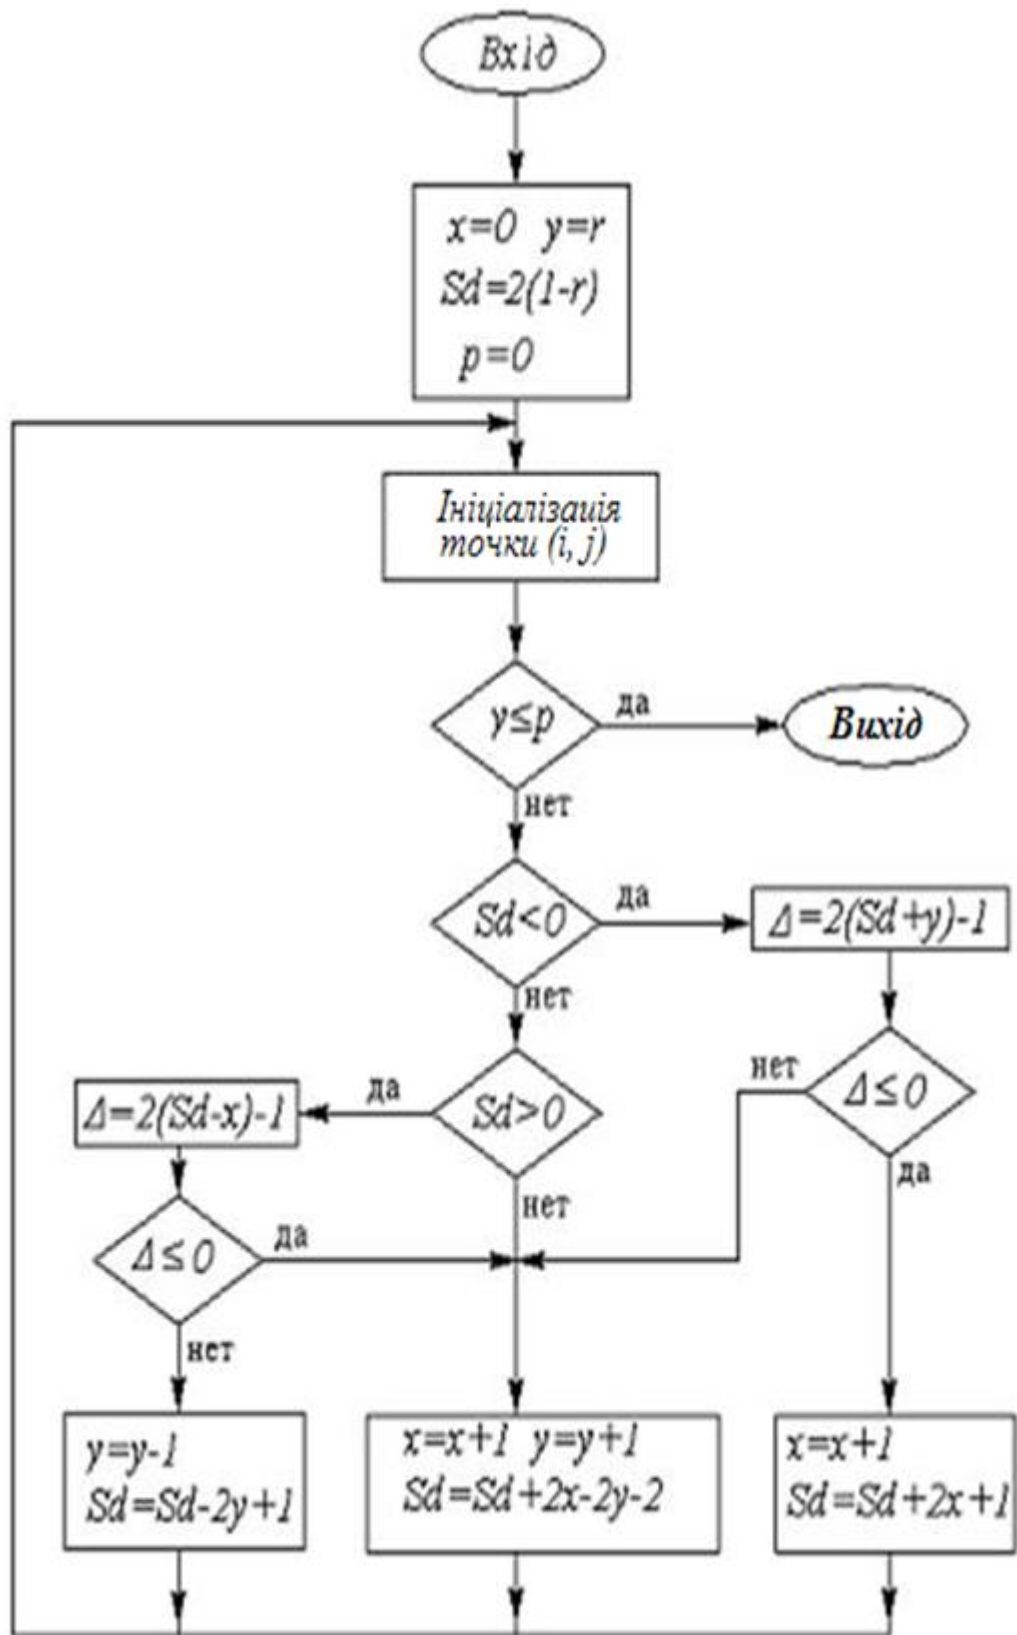 Вхід
x=0 y=r
Sd=2(1-r)
p=0
Ініціалізація
точки (i, j)
y≤p
да
Вихід
нет
Sd<0
да
Δ=2(Sd+y)-1
нет
Sd>0
да
Δ=2(Sd-x)-1
нет
Δ≤0
да
нет
Δ≤0
да
нет
y=y-1
Sd=Sd-2y+1
x=x+1 y=y+1
Sd=Sd+2x-2y-2
x=x+1
Sd=Sd+2x+1